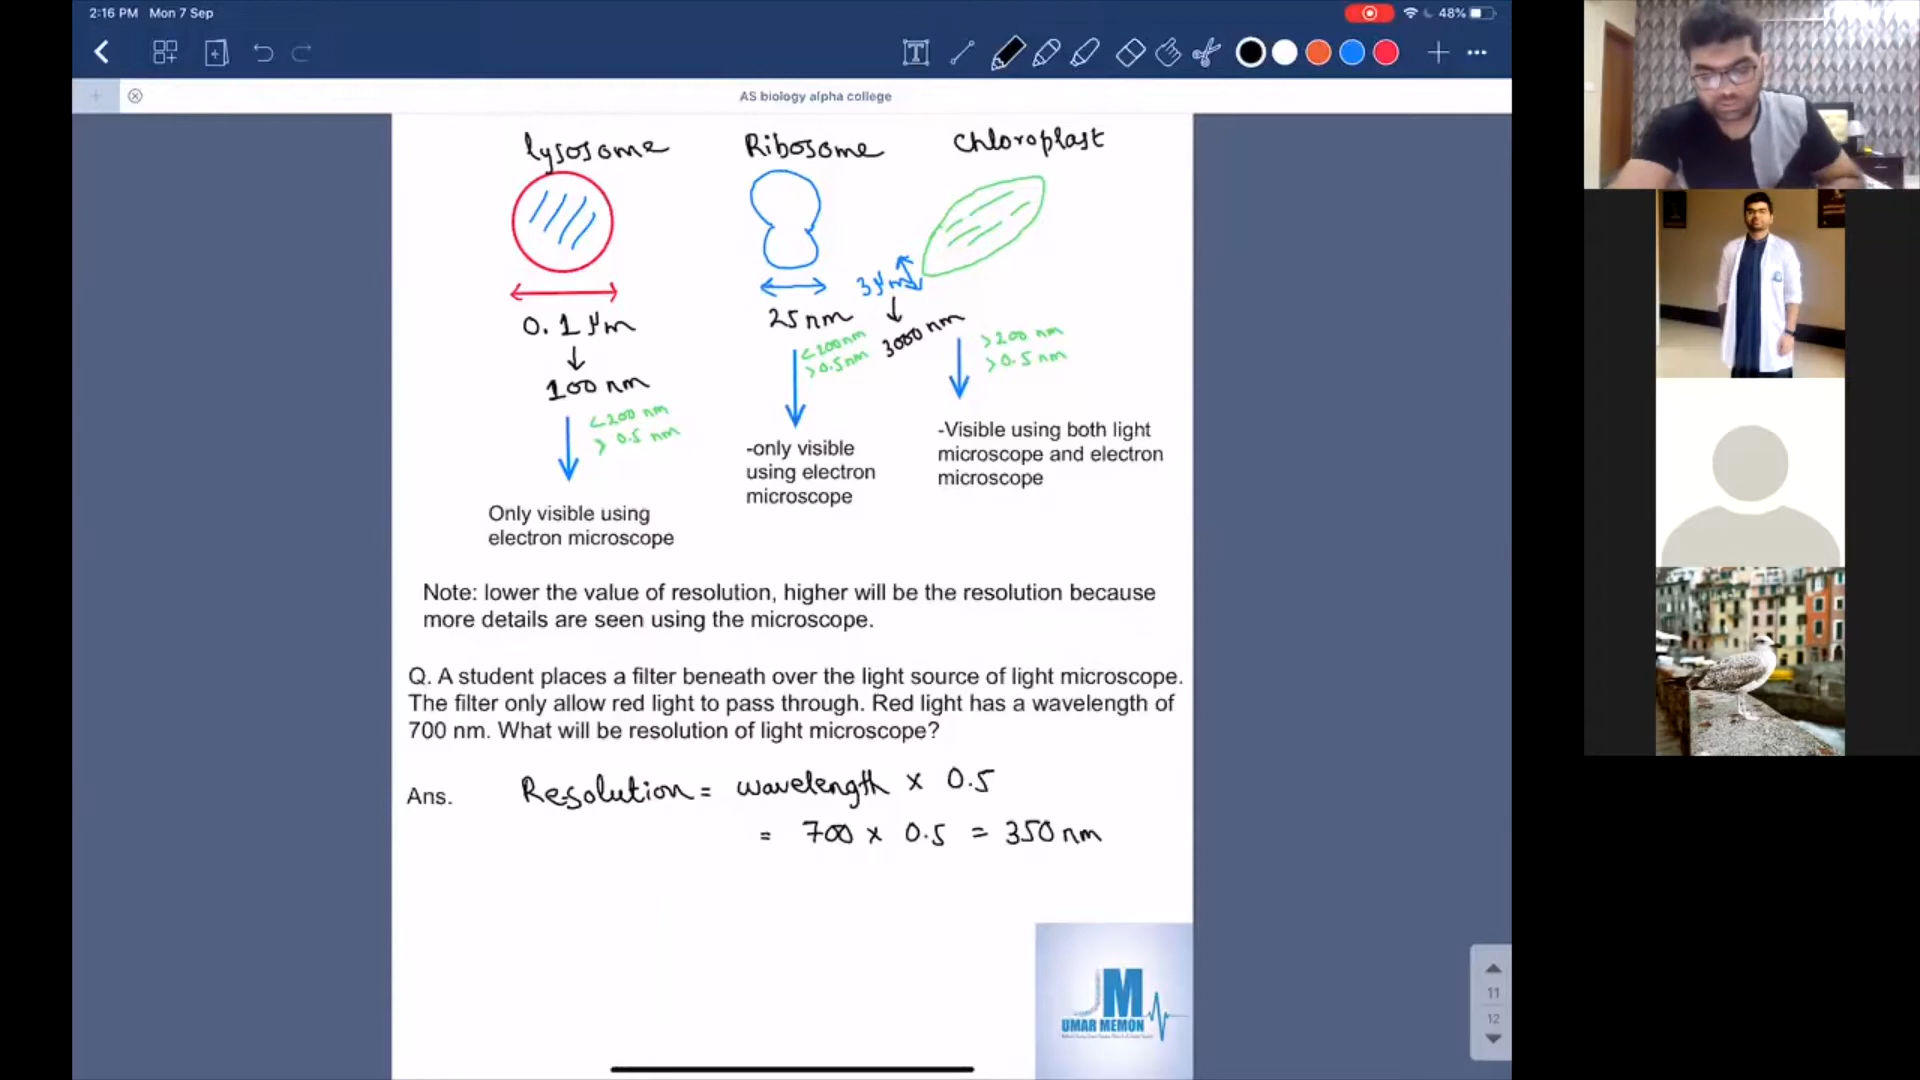 2:16 PM Mon 7 Sep
48%
AS biology alpha college
Lysosome
Ribosome
Chloroplast
3 µm
0.1 µm
25 nm
3000 nm
<200 nm
>0.5 nm
>200 nm
>0.5 nm
100 nm
<200 nm
> 0.5 nm
-only visible
using electron
microscope
-Visible using both light
microscope and electron
microscope
Only visible using
electron microscope
Note: lower the value of resolution, higher will be the resolution because
more details are seen using the microscope.
Q. A student places a filter beneath over the light source of light microscope.
The filter only allow red light to pass through. Red light has a wavelength of
700 nm. What will be resolution of light microscope?
Ans.
Resolution = wavelength x 0.5
= 700 x 0.5 = 350 nm
UMAR MEMON
11
12